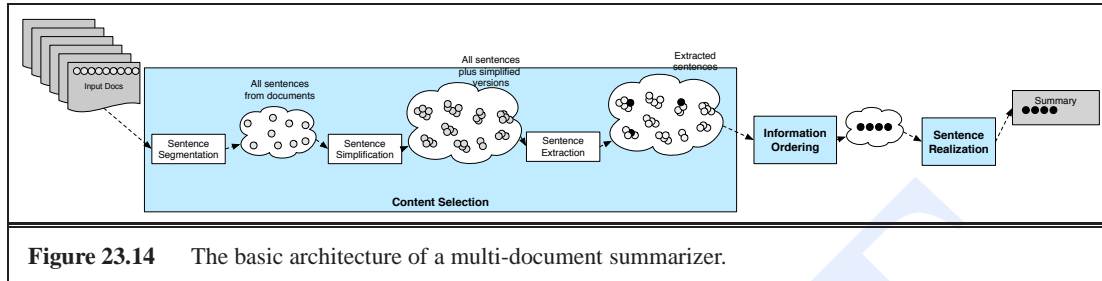 Input Docs
All sentences
from documents
All sentences
plus simplified
versions
Extracted
sentences
Sentence
Segmentation
Sentence
Simplification
Sentence
Extraction
Content Selection
Information
Ordering
Sentence
Realization
Summary
Figure 23.14 The basic architecture of a multi-document summarizer.